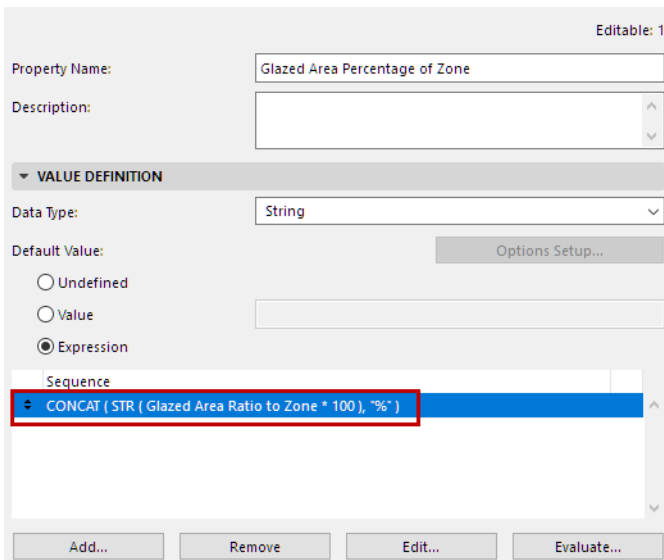 Editable: 1
Property Name: Glazed Area Percentage of Zone
Description:
VALUE DEFINITION
Data Type: String
Default Value: Options Setup...
Undefined
Value
Expression
Sequence
CONCAT ( STR ( Glazed Area Ratio to Zone * 100 ), "%" )
Add... Remove Edit... Evaluate...